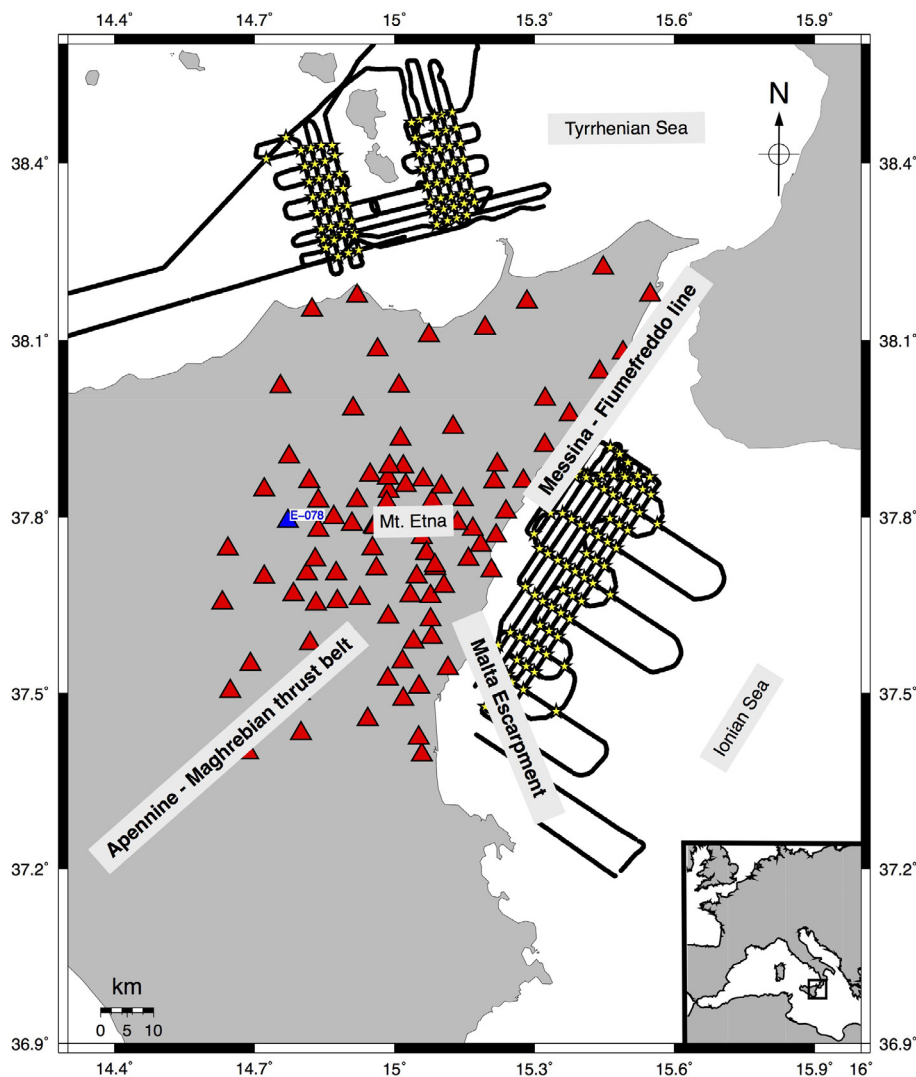 14.4˚ 14.7˚ 15˚ 15.3˚ 15.6˚ 15.9˚
Tyrrhenian Sea
N
38.4˚ 38.4˚
38.1˚ 38.1˚
Messina - Fiumefreddo line
37.8˚ 37.8˚
E−078
Mt. Etna
Malta Escarpment
37.5˚ 37.5˚
Apennine - Maghrebian thrust belt
Ionian Sea
37.2˚ 37.2˚
km
0 5 10
36.9˚ 36.9˚
14.4˚ 14.7˚ 15˚ 15.3˚ 15.6˚ 16˚